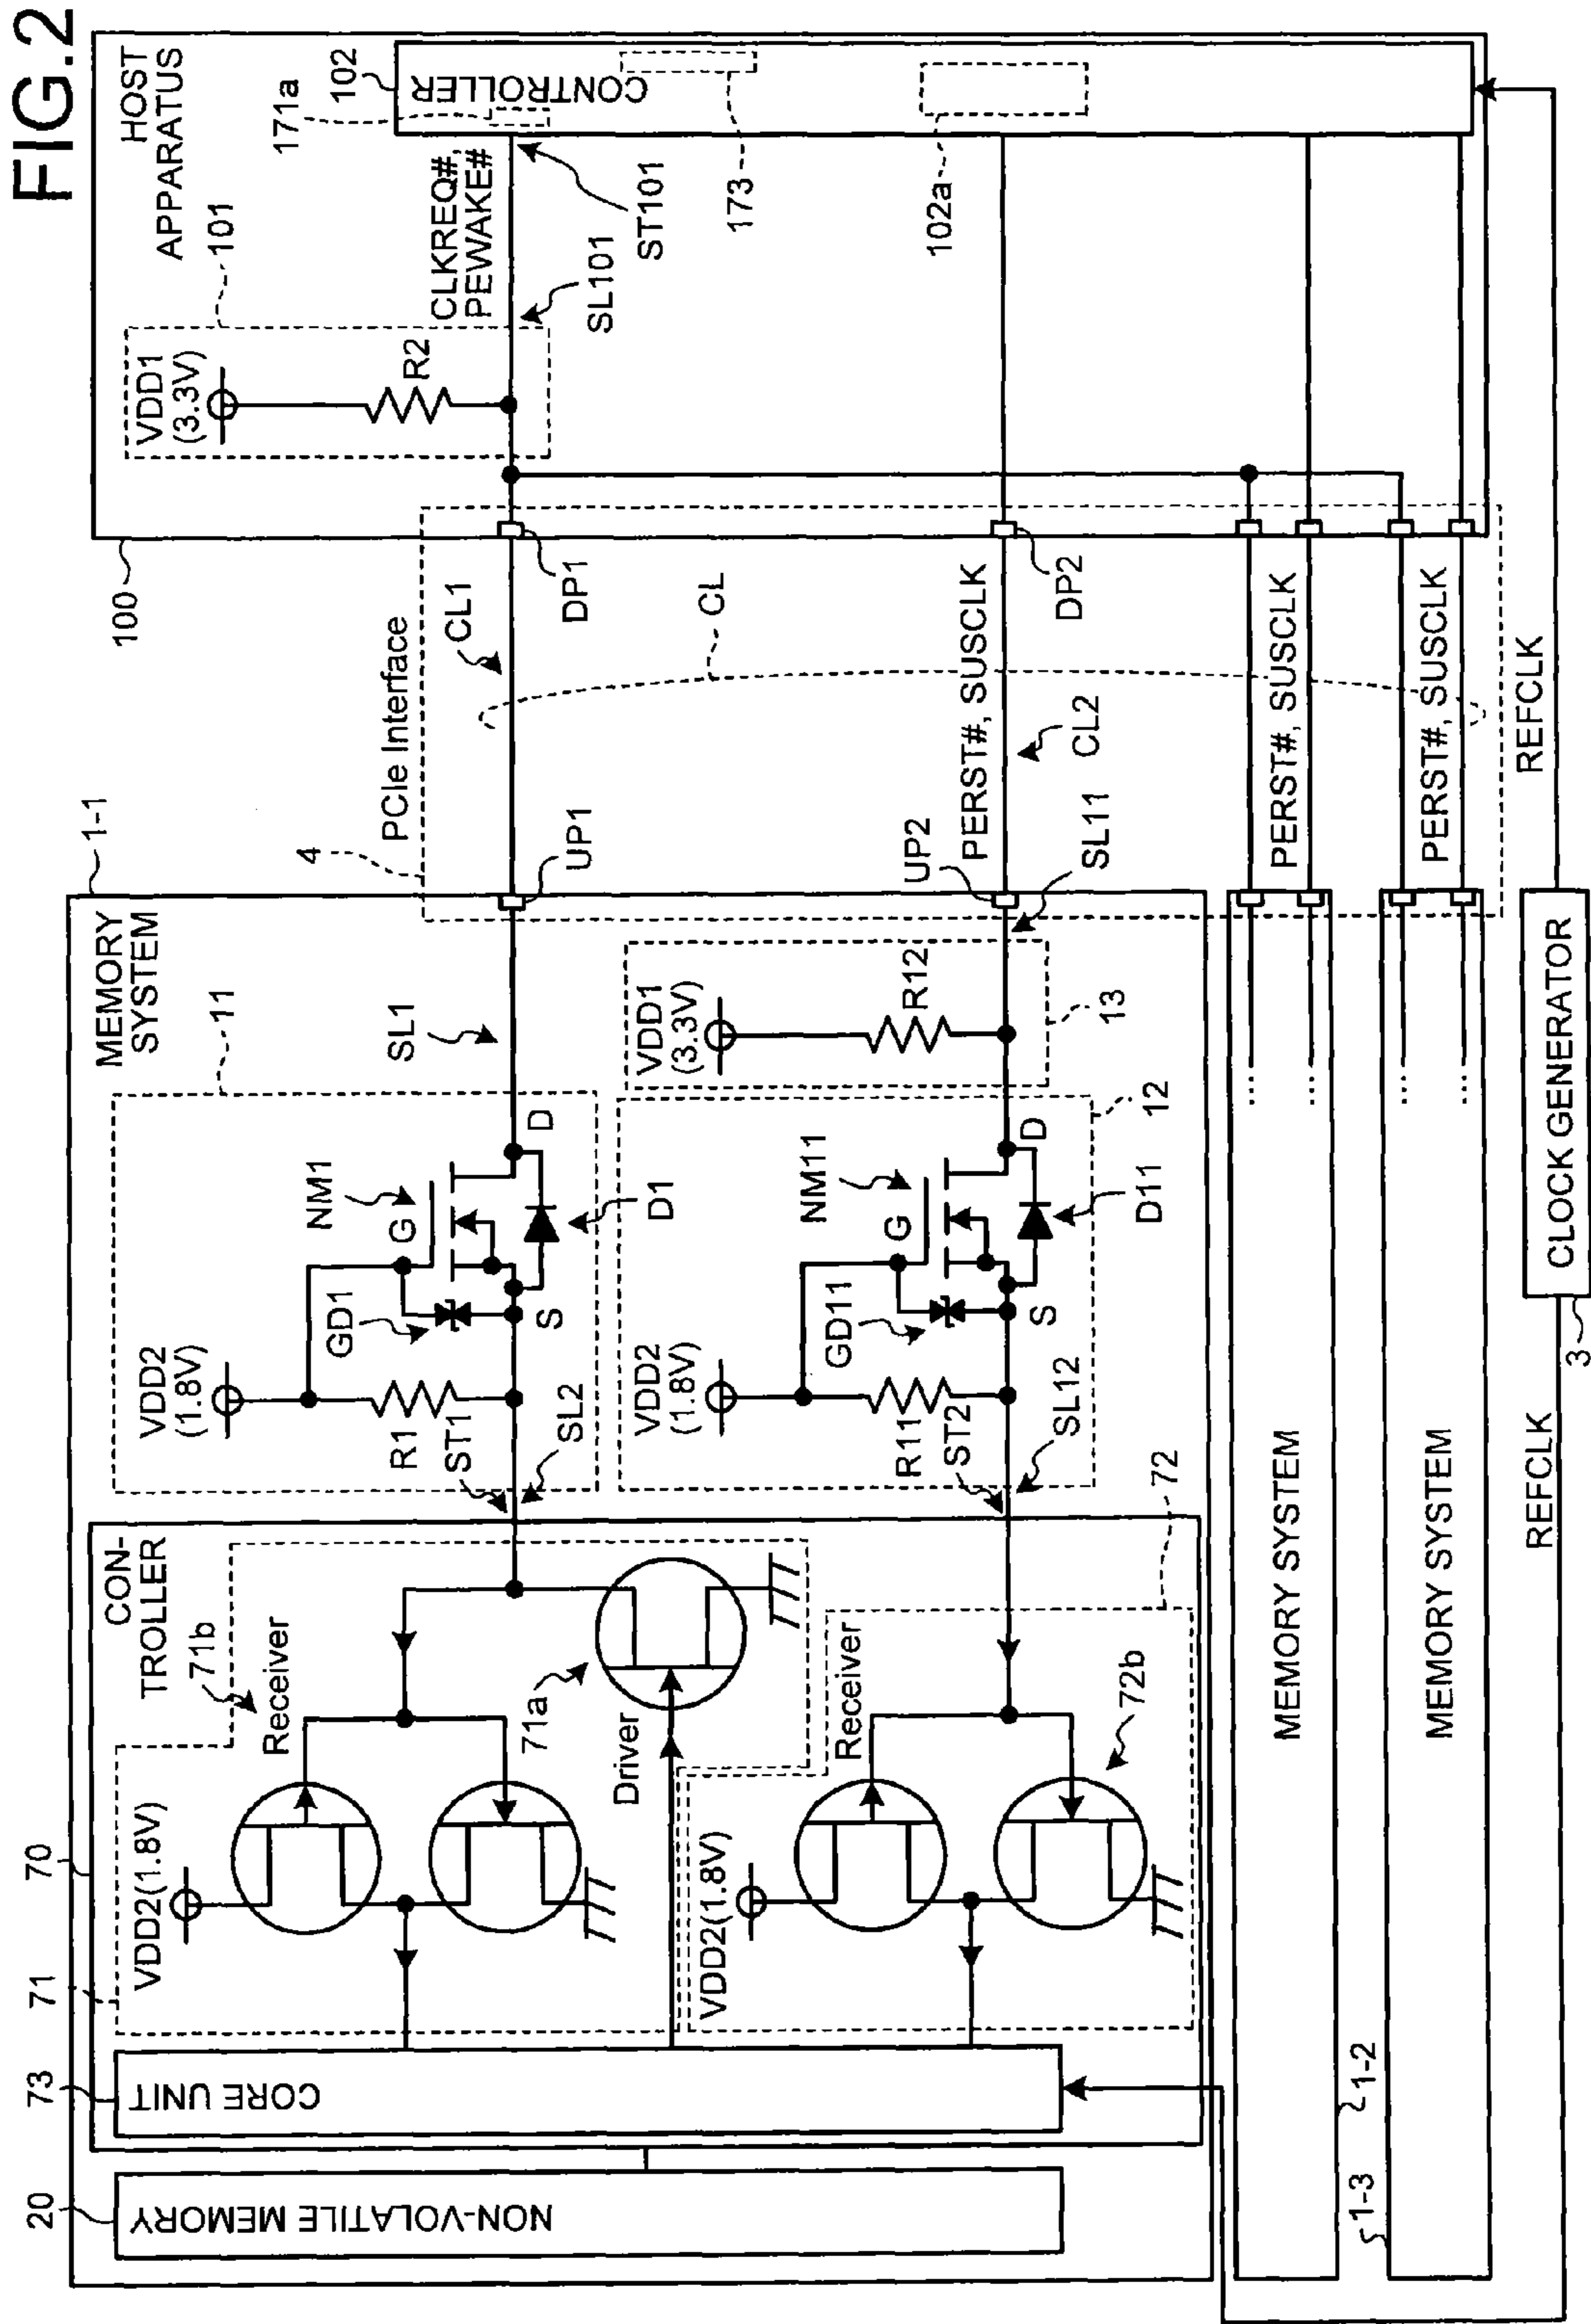 FIG.2
HOST
APPARATUS
101
VDD1
(3.3V)
R2
171a
102
CONTROLLER
CLKREQ#,
PEWAKE#
ST101
SL101
173
102a
100
DP1
DP2
PCIe Interface
4
CL1
CL
UP1
PERST#, SUSCLK
CL2
UP2
SL11
PERST#, SUSCLK
PERST#, SUSCLK
REFCLK
1-1
MEMORY
SYSTEM
11
SL1
VDD2
(1.8V)
NM1
G
D
S
GD1
D1
R1
ST1
SL2
VDD1
(3.3V)
R12
13
12
VDD2
(1.8V)
NM11
G
D
S
GD11
D11
R11
ST2
SL12
CON-
TROLLER
71b
Receiver
71a
Driver
VDD2(1.8V)
70
71
72
Receiver
72b
VDD2(1.8V)
73
CORE UNIT
20
NON-VOLATILE MEMORY
....
....
MEMORY SYSTEM
1-2
....
....
MEMORY SYSTEM
1-3
CLOCK GENERATOR
3
REFCLK